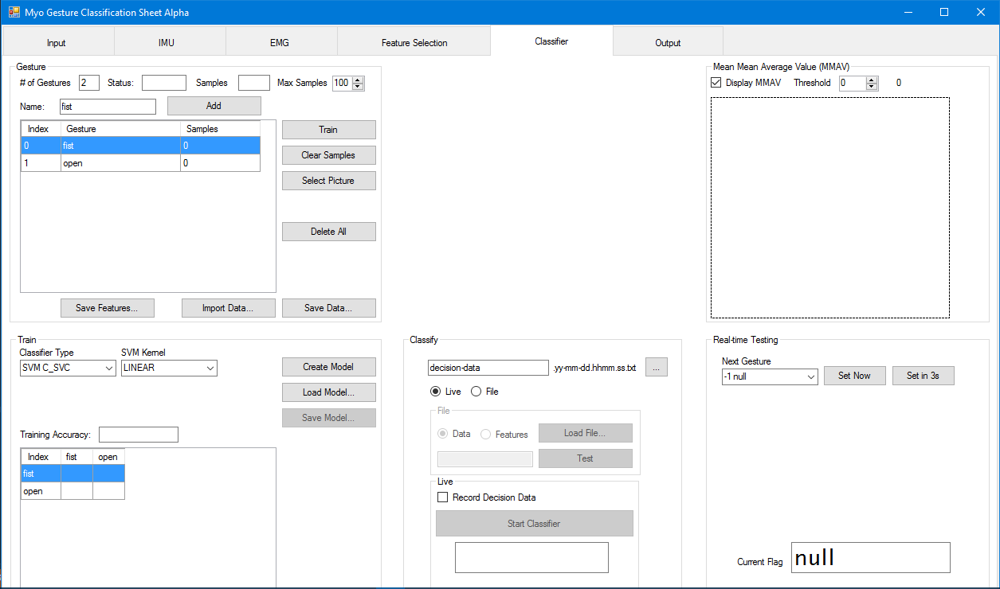 Myo Gesture Classification Sheet Alpha
Input IMU EMG Feature Selection Classifier Output
Gesture
# of Gestures 2 Status: Samples Max Samples 100
Name: fist Add
Index Gesture Samples
0 fist 0
1 open 0
Train
Clear Samples
Select Picture
Delete All
Save Features... Import Data... Save Data...
Mean Mean Average Value (MMAV)
Display MMAV Threshold 0 0
Train
Classifier Type SVM Kernel
SVM C_SVC LINEAR
Create Model
Load Model...
Save Model...
Training Accuracy:
Index fist open
fist
open
Classify
decision-data .yy-mm-dd.hhmm.ss.txt ...
Live File
File
Data Features Load File...
Test
Live
Record Decision Data
Start Classifier
Real-time Testing
Next Gesture
-1 null Set Now Set in 3s
Current Flag null